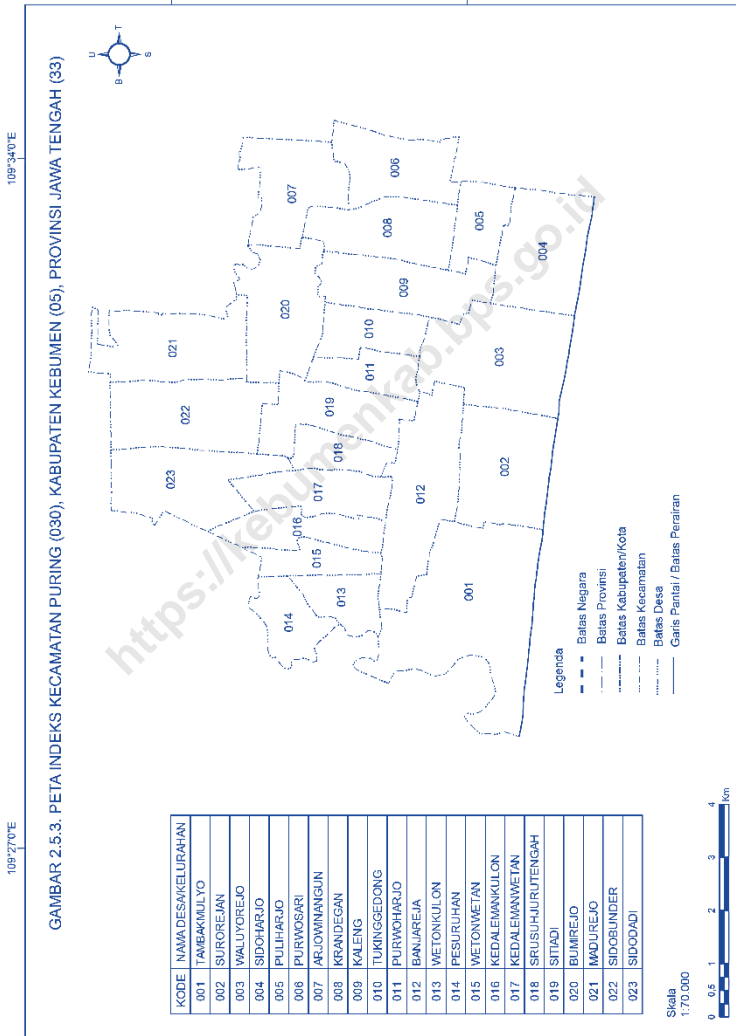 GAMBAR 2.5.3. PETA INDEKS KECAMATAN PURING (030), KABUPATEN KEBUMEN (05), PROVINSI JAWA TENGAH (33)
109°27'0"E
109°34'0"E
U
T
S
B
021
022
023
020
007
006
008
009
005
004
010
011
003
019
018
017
016
015
012
002
014
013
001
https://kebumenkab.bps.go.id
Legenda
Batas Negara
Batas Provinsi
Batas Kabupaten/Kota
Batas Kecamatan
Batas Desa
Garis Pantai / Batas Perairan
KODE NAMA DESA/KELURAHAN
001 TAMBAKMULYO
002 SUROREJAN
003 WALUYOREJO
004 SIDOHARJO
005 PULIHARJO
006 PURWOSARI
007 ARJOWINANGUN
008 KRANDEGAN
009 KALENG
010 TUKINGGEDONG
011 PURWOHARJO
012 BANJAREJA
013 WETONKULON
014 PESURUHAN
015 WETONWETAN
016 KEDALEMANKULON
017 KEDALEMANWETAN
018 SRUSUHJURUTENGAH
019 SITIADI
020 BUMIREJO
021 MADUREJO
022 SIDOBUNDER
023 SIDODADI
Skala
1:70.000
0 0,5 1 2 3 4
Km